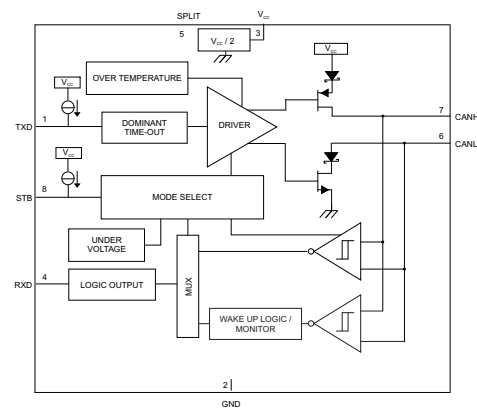 SPLIT
Vcc
5
3
Vcc / 2
Vcc
OVER TEMPERATURE
Vcc
7
CANH
TXD
1
DOMINANT
TIME-OUT
DRIVER
6
CANL
Vcc
STB
8
MODE SELECT
UNDER
VOLTAGE
RXD
4
LOGIC OUTPUT
MUX
WAKE UP LOGIC /
MONITOR
2
GND